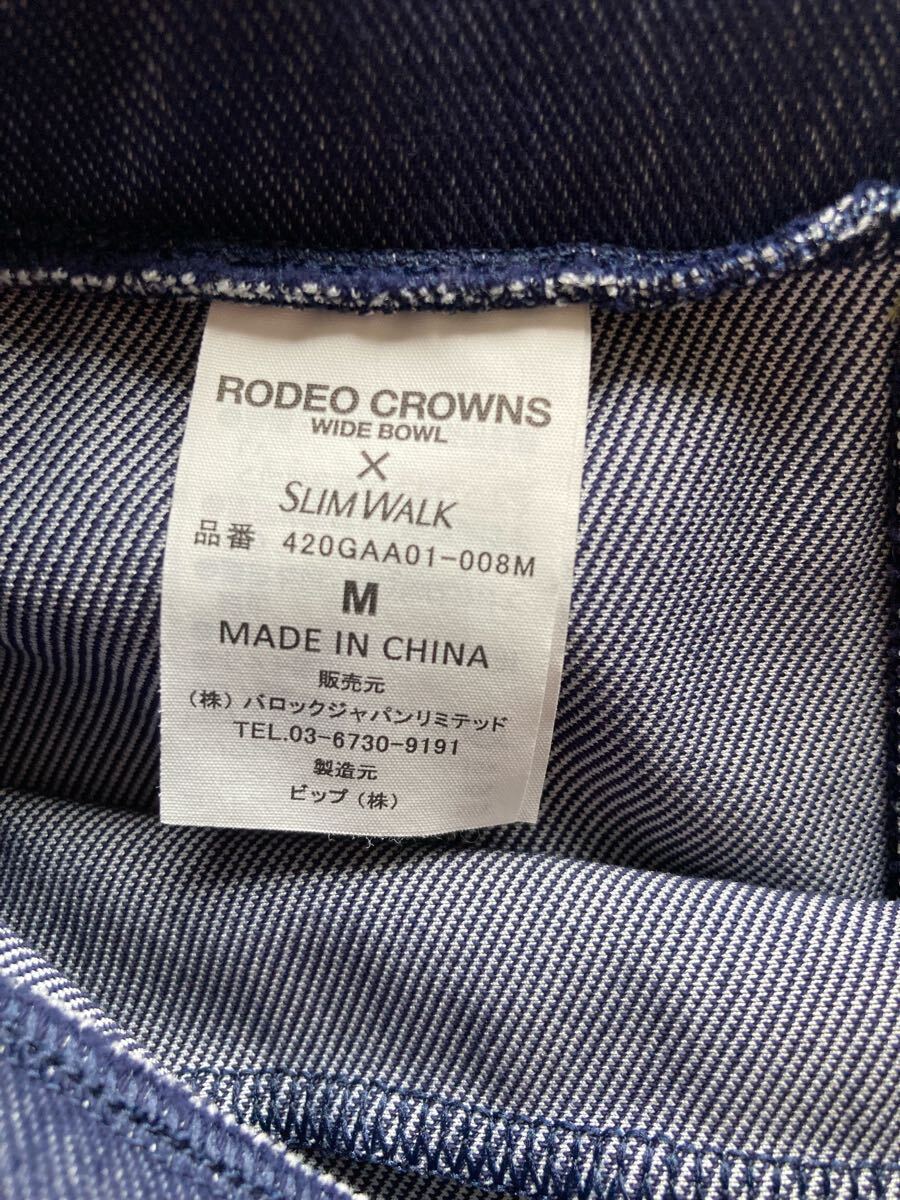 RODEO CROWNS
WIDE BOWL
×
SLIMWALK
品番 420GAA01-008M
M
MADE IN CHINA
販売元
(株)バロックジャパンリミテッド
TEL.03-6730-9191
製造元
ピップ(株)